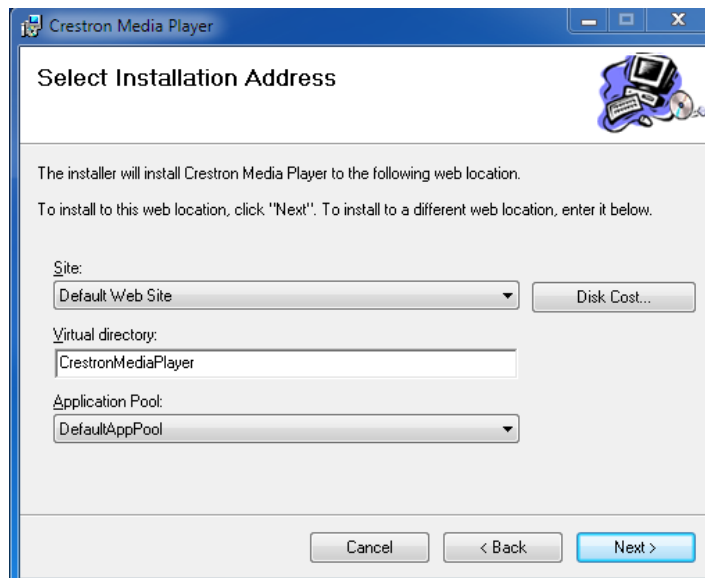 Crestron Media Player
Select Installation Address
The installer will install Crestron Media Player to the following web location.
To install to this web location, click "Next". To install to a different web location, enter it below.
Site:
Default Web Site
Disk Cost...
Virtual directory:
CrestronMediaPlayer
Application Pool:
DefaultAppPool
Cancel
< Back
Next >